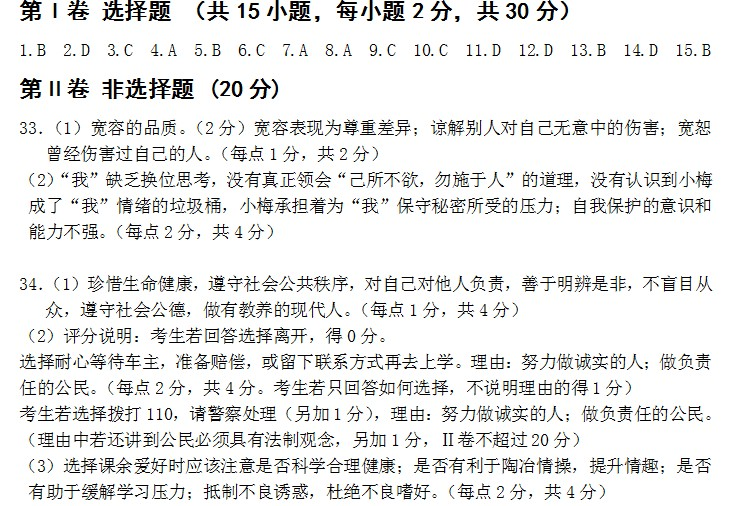 第Ⅰ卷 选择题 （共 15 小题，每小题 2 分，共 30 分）
1.B 2.D 3.C 4.A 5.B 6.C 7.A 8.A 9.C 10.C 11.D 12.D 13.B 14.D 15.B
第Ⅱ卷 非选择题 (20 分)
33.（1）宽容的品质。（2 分）宽容表现为尊重差异；谅解别人对自己无意中的伤害；宽恕
曾经伤害过自己的人。（每点 1 分，共 2 分）
（2）“我”缺乏换位思考，没有真正领会“己所不欲，勿施于人”的道理，没有认识到小梅
成了“我”情绪的垃圾桶，小梅承担着为“我”保守秘密所受的压力；自我保护的意识和
能力不强。（每点 2 分，共 4 分）
34.（1）珍惜生命健康，遵守社会公共秩序，对自己对他人负责，善于明辨是非，不盲目从
众，遵守社会公德，做有教养的现代人。（每点 1 分，共 4 分）
（2）评分说明：考生若回答选择离开，得 0 分。
选择耐心等待车主，准备赔偿，或留下联系方式再去上学。理由：努力做诚实的人；做负责
任的公民。（每点 2 分，共 4 分。考生若只回答如何选择，不说明理由的得 1 分）
考生若选择拨打 110，请警察处理（另加 1 分），理由：努力做诚实的人；做负责任的公民。
（理由中若还讲到公民必须具有法制观念，另加 1 分，Ⅱ卷不超过 20 分）
（3）选择课余爱好时应该注意是否科学合理健康；是否有利于陶冶情操，提升情趣；是否
有助于缓解学习压力；抵制不良诱惑，杜绝不良嗜好。（每点 2 分，共 4 分）